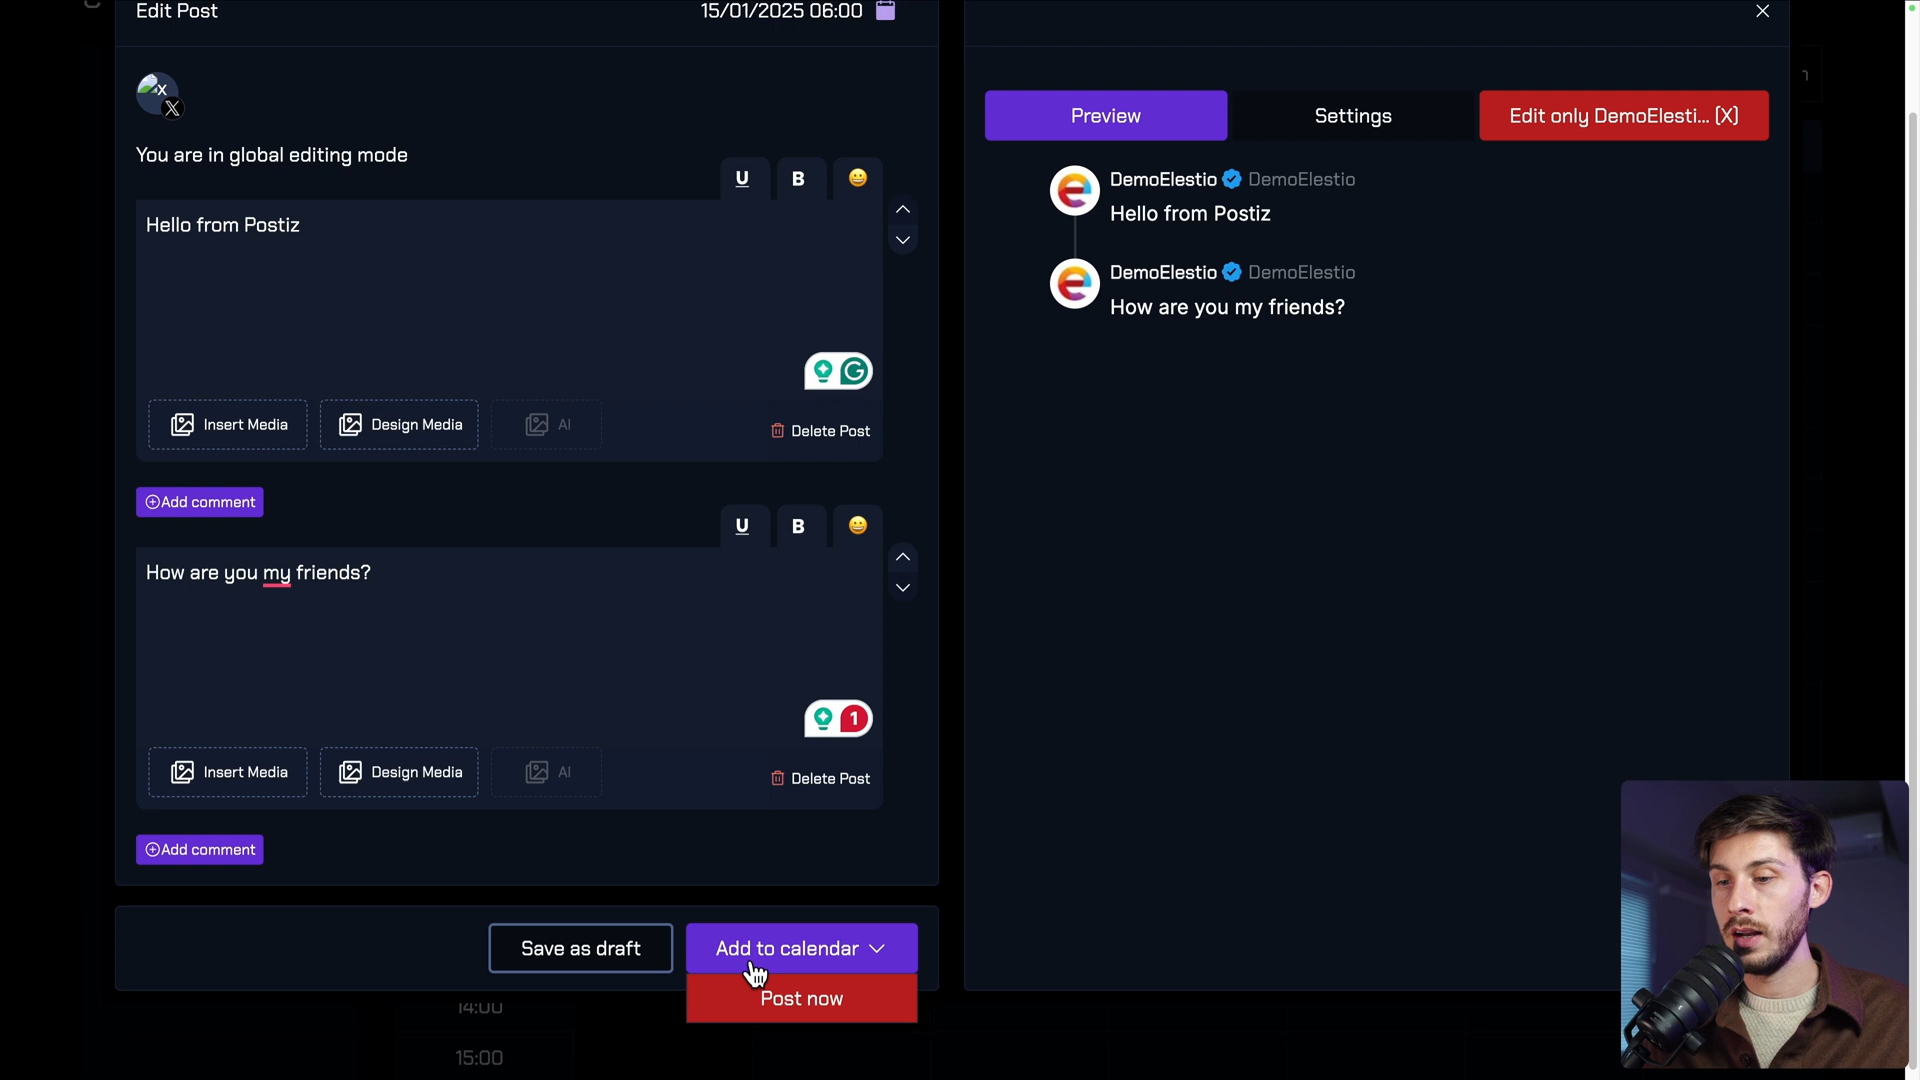 Edit Post
15/01/2025 06:00
x
You are in global editing mode
U B
Hello from Postiz
Insert Media
Design Media
AI
Delete Post
Add comment
U B
How are you my friends?
1
Insert Media
Design Media
AI
Delete Post
Add comment
Save as draft
Add to calendar
Post now
14:00
15:00
Preview
Settings
Edit only DemoElesti... (X)
DemoElestio DemoElestio
Hello from Postiz
DemoElestio DemoElestio
How are you my friends?